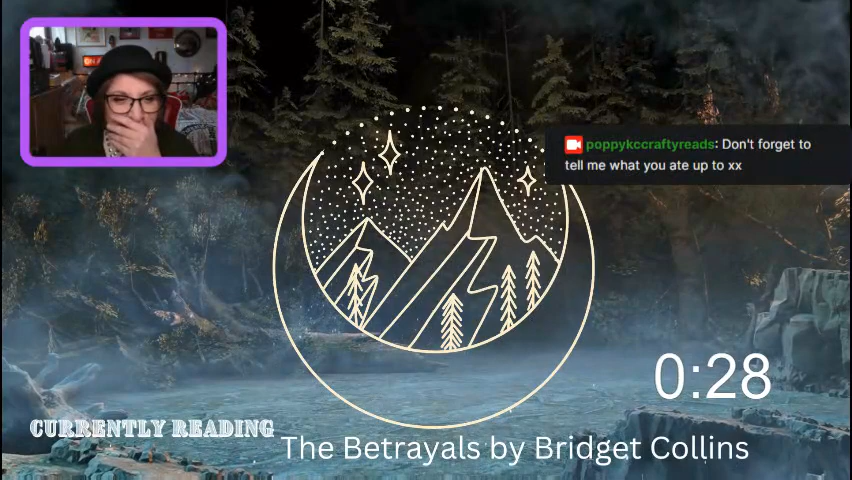 poppykccraftyreads: Don't forget to
tell me what you ate up to xx
0:28
CURRENTLY READING
The Betrayals by Bridget Collins